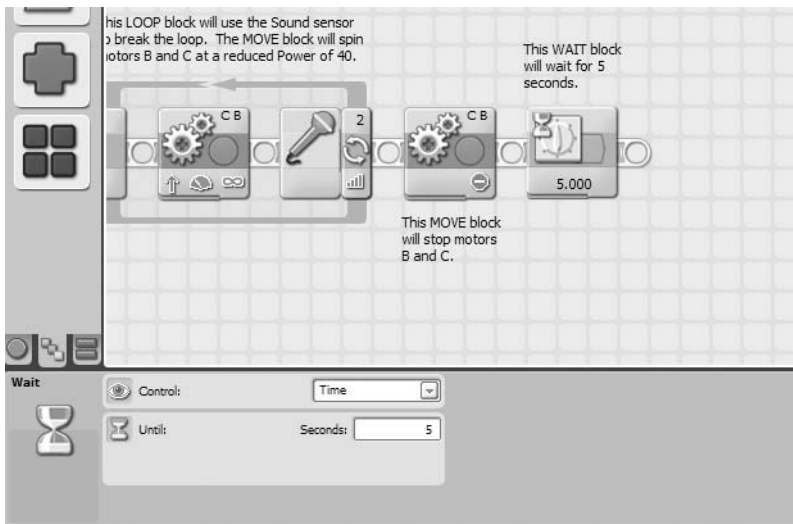 his LOOP block will use the Sound sensor
o break the loop. The MOVE block will spin
otors B and C at a reduced Power of 40.
This WAIT block
will wait for 5
seconds.
C B
2
C B
5.000
This MOVE block
will stop motors
B and C.
Wait
Control:
Time
Until:
Seconds:
5